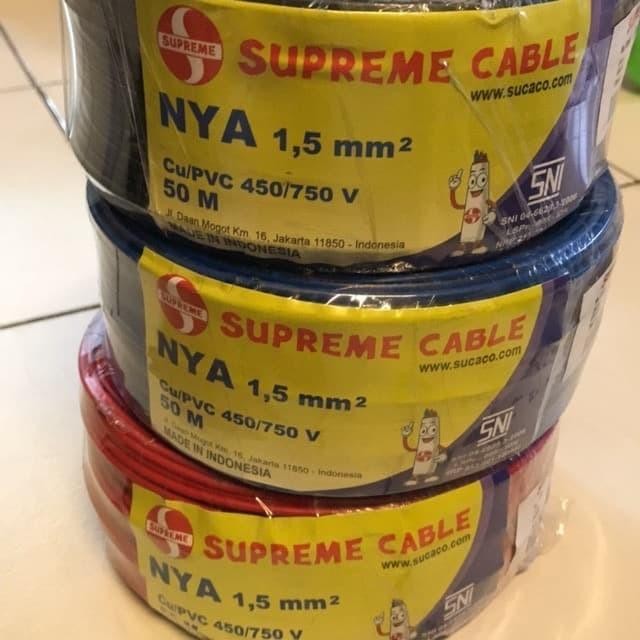 SUPREME
SUPREME CABLE
www.sucaco.com
NYA 1,5 mm²
Cu/PVC 450/750 V
50 M
Jl. Daan Mogot Km. 16, Jakarta 11850 - Indonesia
MADE IN INDONESIA
SNI
SUPREME
SUPREME CABLE
www.sucaco.com
NYA 1,5 mm²
Cu/PVC 450/750 V
50 M
Jl. Daan Mogot Km. 16, Jakarta 11850 - Indonesia
MADE IN INDONESIA
SNI
SUPREME
SUPREME CABLE
www.sucaco.com
NYA 1,5 mm²
Cu/PVC 450/750 V
SNI